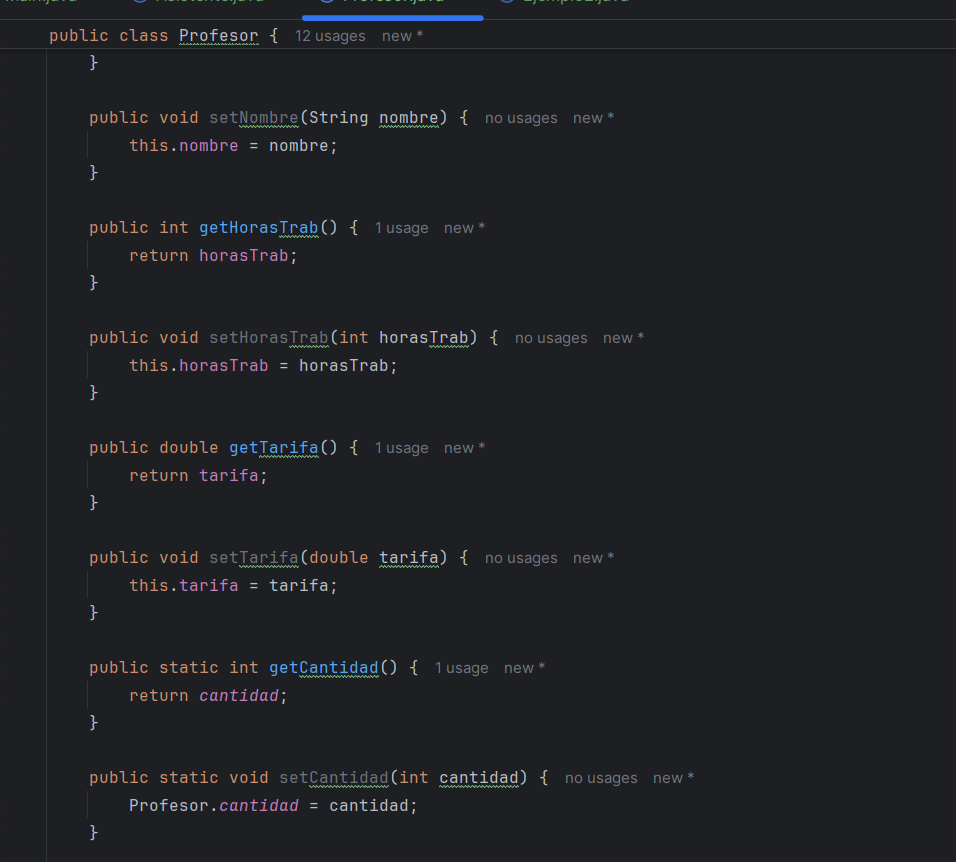 public class Profesor {  12 usages  new *
    }

    public void setNombre(String nombre) {  no usages  new *
        this.nombre = nombre;
    }

    public int getHorasTrab() {  1 usage  new *
        return horasTrab;
    }

    public void setHorasTrab(int horasTrab) {  no usages  new *
        this.horasTrab = horasTrab;
    }

    public double getTarifa() {  1 usage  new *
        return tarifa;
    }

    public void setTarifa(double tarifa) {  no usages  new *
        this.tarifa = tarifa;
    }

    public static int getCantidad() {  1 usage  new *
        return cantidad;
    }

    public static void setCantidad(int cantidad) {  no usages  new *
        Profesor.cantidad = cantidad;
    }